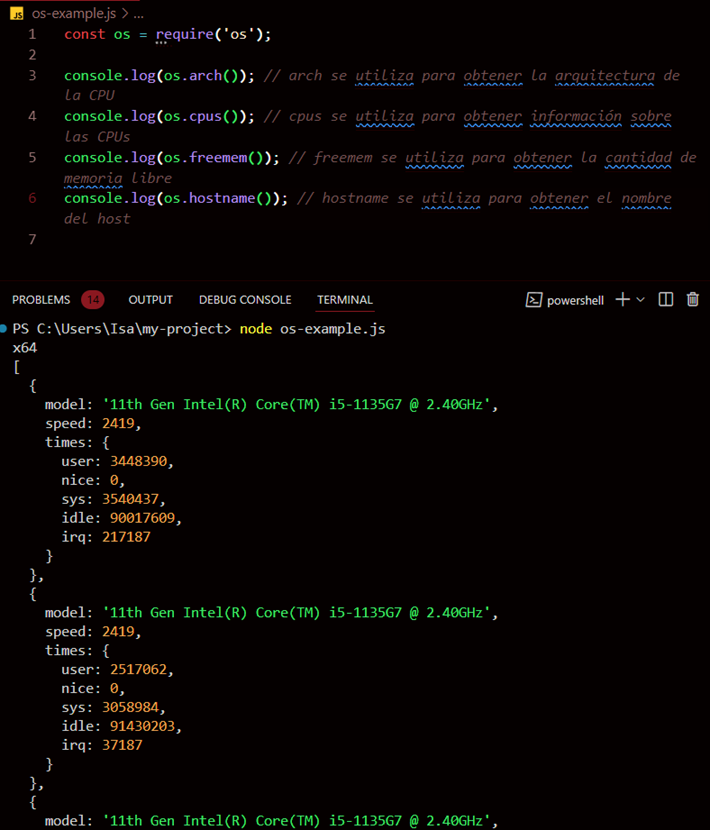 JS os-example.js > ...
1 const os = require('os');
2
3 console.log(os.arch()); // arch se utiliza para obtener la arquitectura de
la CPU
4 console.log(os.cpus()); // cpus se utiliza para obtener información sobre
las CPUs
5 console.log(os.freemem()); // freemem se utiliza para obtener la cantidad de
memoria libre
6 console.log(os.hostname()); // hostname se utiliza para obtener el nombre
del host
7
PROBLEMS 14 OUTPUT DEBUG CONSOLE TERMINAL powershell
PS C:\Users\Isa\my-project> node os-example.js
x64
[
  {
    model: '11th Gen Intel(R) Core(TM) i5-1135G7 @ 2.40GHz',
    speed: 2419,
    times: {
      user: 3448390,
      nice: 0,
      sys: 3540437,
      idle: 90017609,
      irq: 217187
    }
  },
  {
    model: '11th Gen Intel(R) Core(TM) i5-1135G7 @ 2.40GHz',
    speed: 2419,
    times: {
      user: 2517062,
      nice: 0,
      sys: 3058984,
      idle: 91430203,
      irq: 37187
    }
  },
  {
    model: '11th Gen Intel(R) Core(TM) i5-1135G7 @ 2.40GHz',